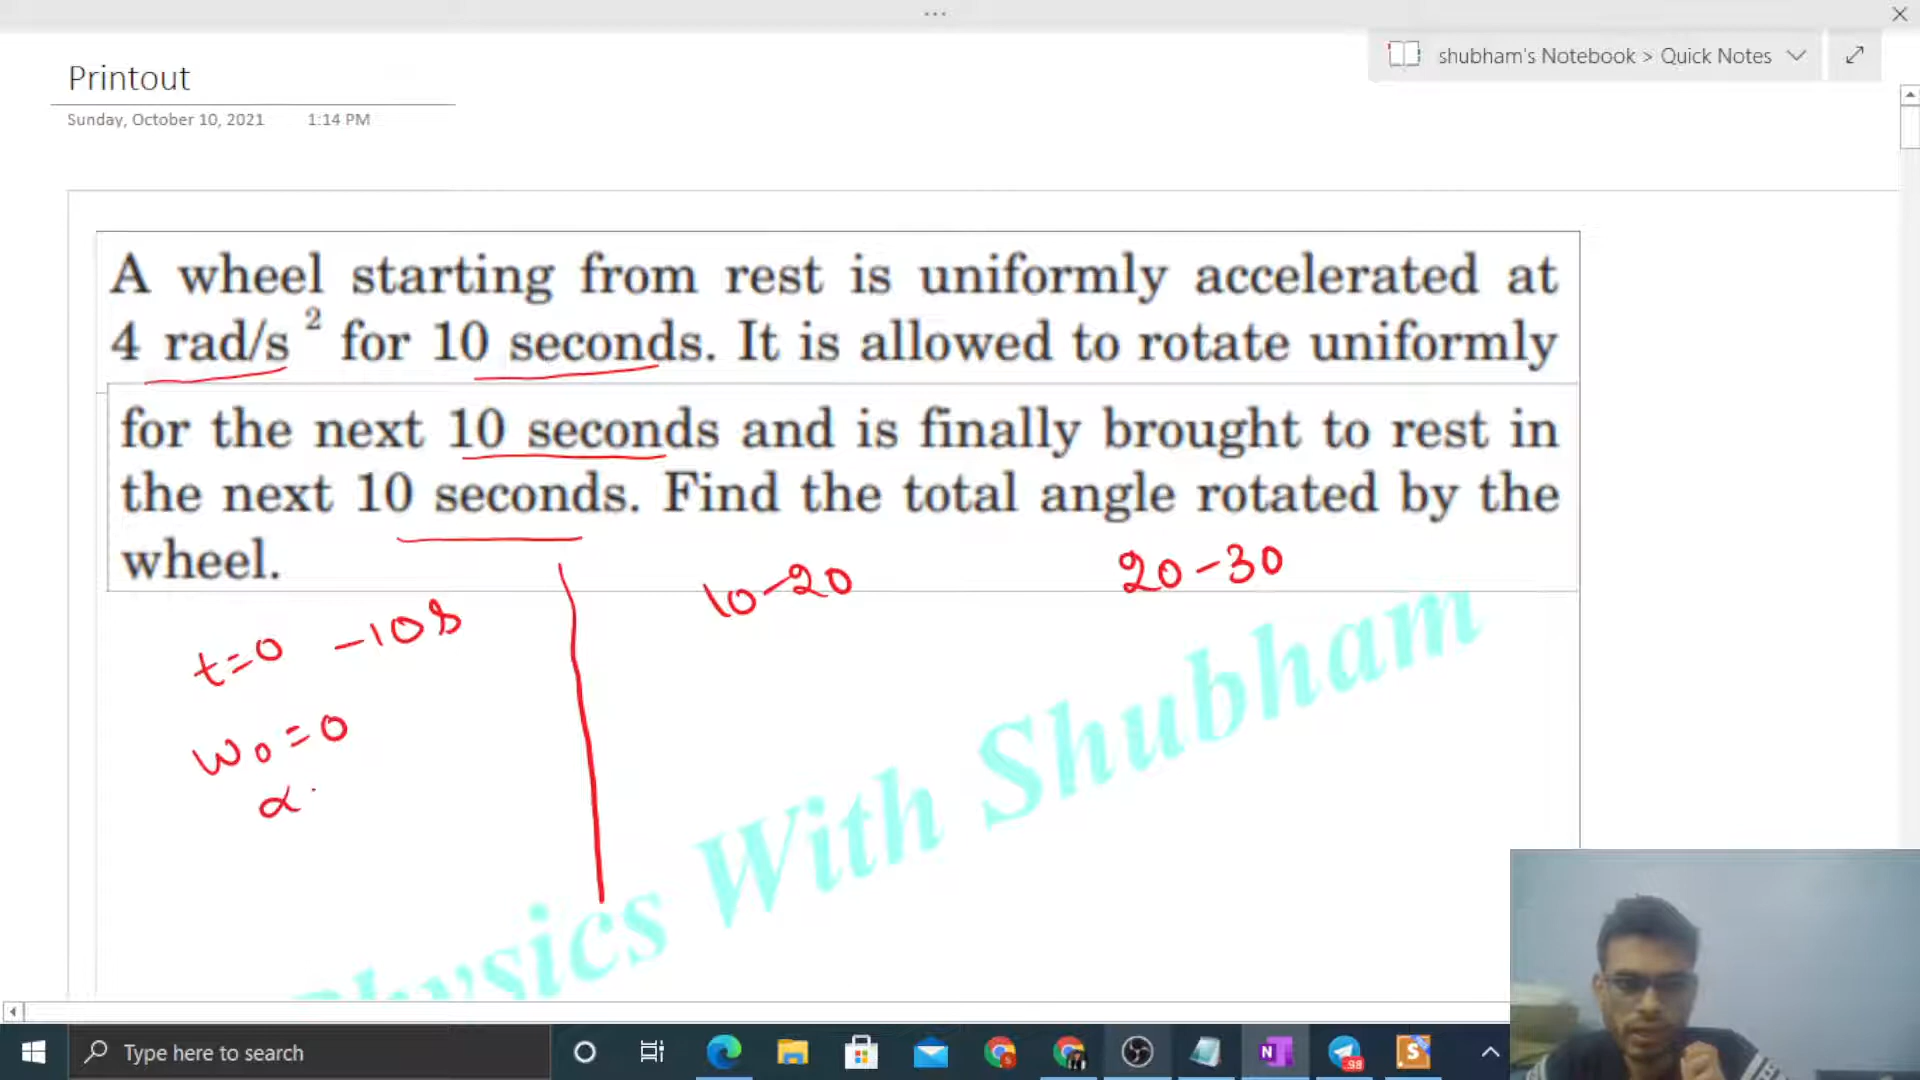 ...
shubham's Notebook > Quick Notes
Printout
Sunday, October 10, 2021 1:14 PM
A wheel starting from rest is uniformly accelerated at
4 rad/s² for 10 seconds. It is allowed to rotate uniformly
for the next 10 seconds and is finally brought to rest in
the next 10 seconds. Find the total angle rotated by the
wheel.
10-20
20-30
t=0 -10s
ω₀=0
α
Physics With Shubham
Type here to search
98